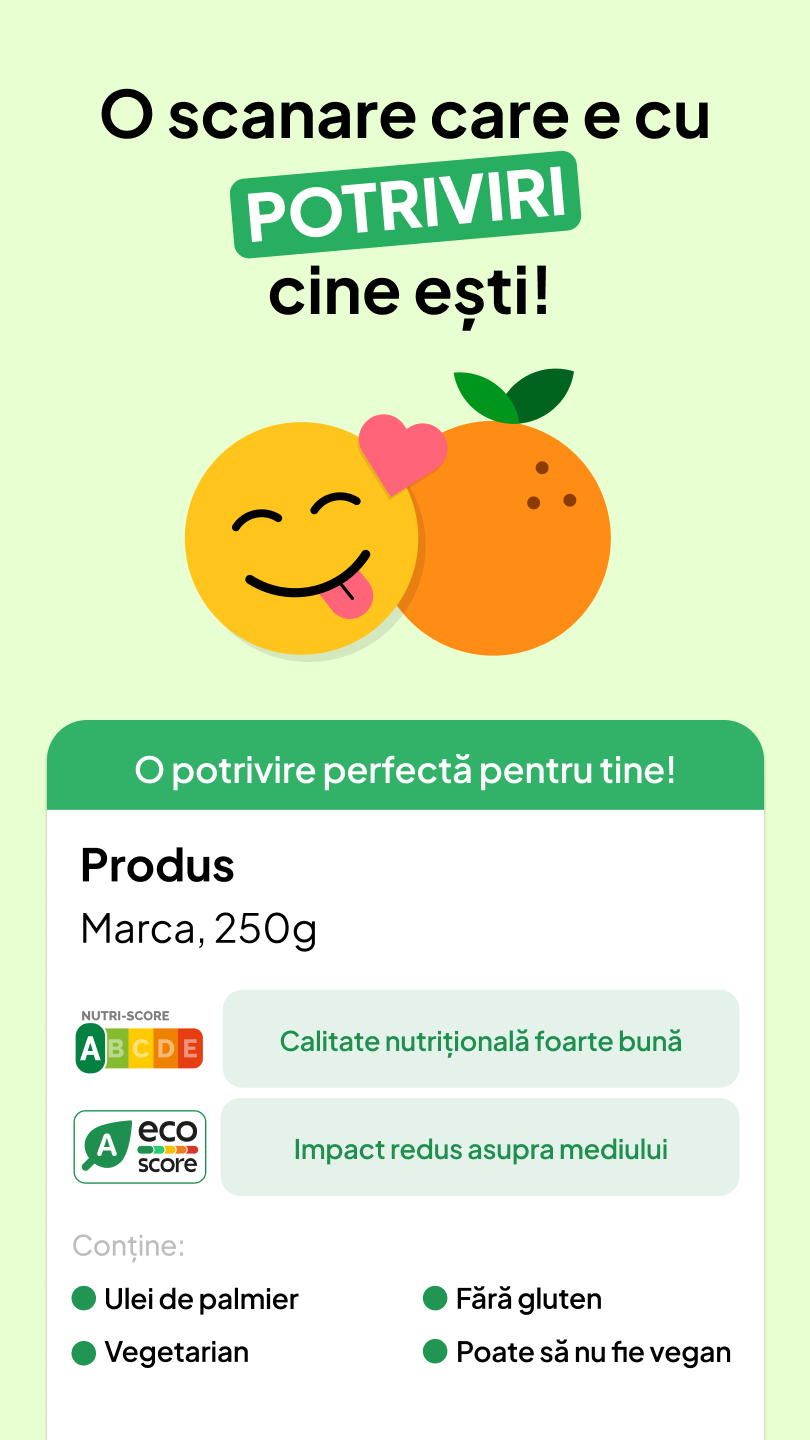 O scanare care e cu
POTRIVIRI
cine ești!
O potrivire perfectă pentru tine!
Produs
Marca, 250g
NUTRI-SCORE
A B C D E
Calitate nutrițională foarte bună
A eco
score
Impact redus asupra mediului
Conține:
Ulei de palmier
Fără gluten
Vegetarian
Poate să nu fie vegan